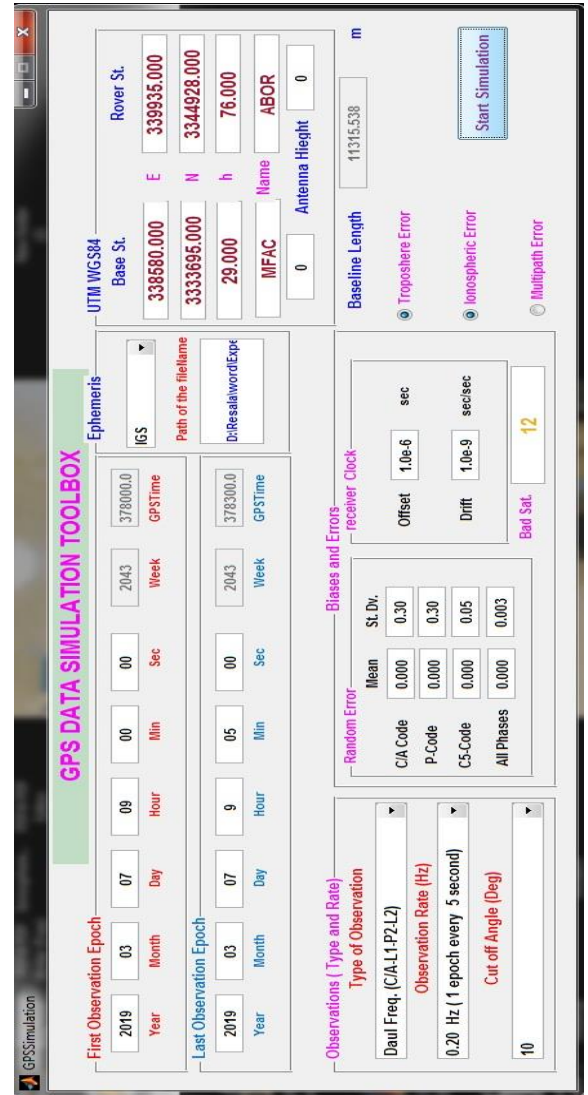 GPSSimulation
GPS DATA SIMULATION TOOLBOX
First Observation Epoch
2019 03 07 09 00 00 2043 378000.0
Year Month Day Hour Min Sec Week GPSTime
Last Observation Epoch
2019 03 07 9 05 00 2043 378300.0
Year Month Day Hour Min Sec Week GPSTime
Ephemeris
IGS
Path of the fileName
D:\Resala\word\Expe
UTM WGS84
Base St. Rover St.
338580.000 E 339935.000
3333695.000 N 3344928.000
29.000 h 76.000
MFAC Name ABOR
0 Antenna Hieght 0
Observations ( Type and Rate)
Type of Observation
Daul Freq. (C/A-L1-P2-L2)
Observation Rate (Hz)
0.20 Hz ( 1 epoch every 5 second)
Cut off Angle (Deg)
10
Biases and Errors
Random Error
Mean St. Dv.
C/A Code 0.000 0.30
P-Code 0.000 0.30
C5-Code 0.000 0.05
All Phases 0.000 0.003
receiver Clock
Offset 1.0e-6 sec
Drift 1.0e-9 sec/sec
Bad Sat. 12
Baseline Length 11315.538 m
Troposhere Error
Ionospheric Error
Multipath Error
Start Simulation